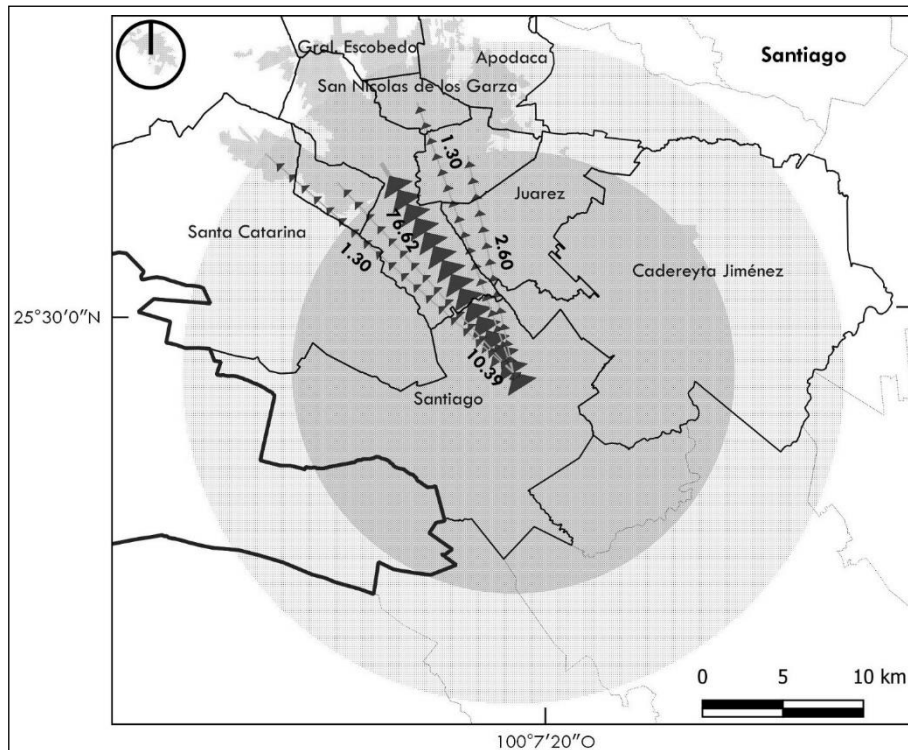 Gral. Escobedo
Apodaca
Santiago
San Nicolas de los Garza
1.30
Juarez
Santa Catarina
76.62
1.30
2.60
Cadereyta Jiménez
25°30'0"N
10.39
Santiago
0 5 10 km
100°7'20"O